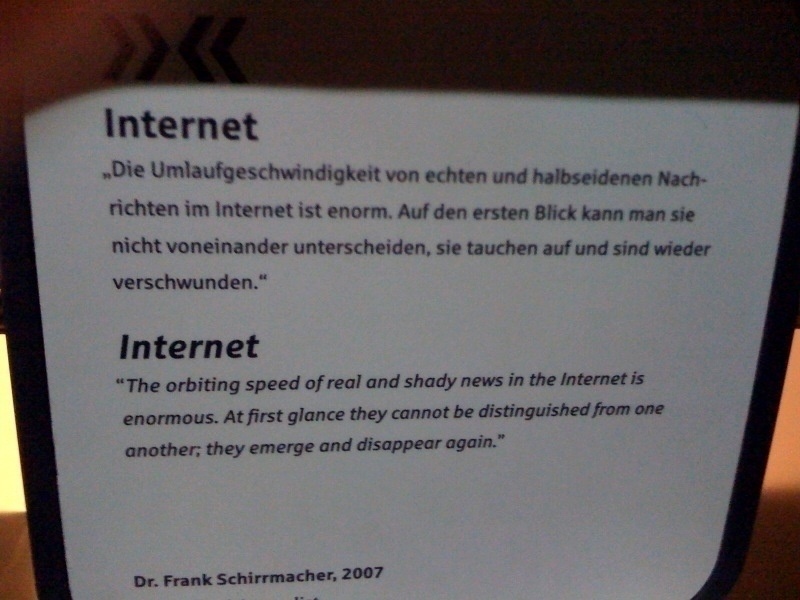 Internet
„Die Umlaufgeschwindigkeit von echten und halbseidenen Nach-
richten im Internet ist enorm. Auf den ersten Blick kann man sie
nicht voneinander unterscheiden, sie tauchen auf und sind wieder
verschwunden.“
Internet
“The orbiting speed of real and shady news in the Internet is
enormous. At first glance they cannot be distinguished from one
another; they emerge and disappear again.”
Dr. Frank Schirrmacher, 2007